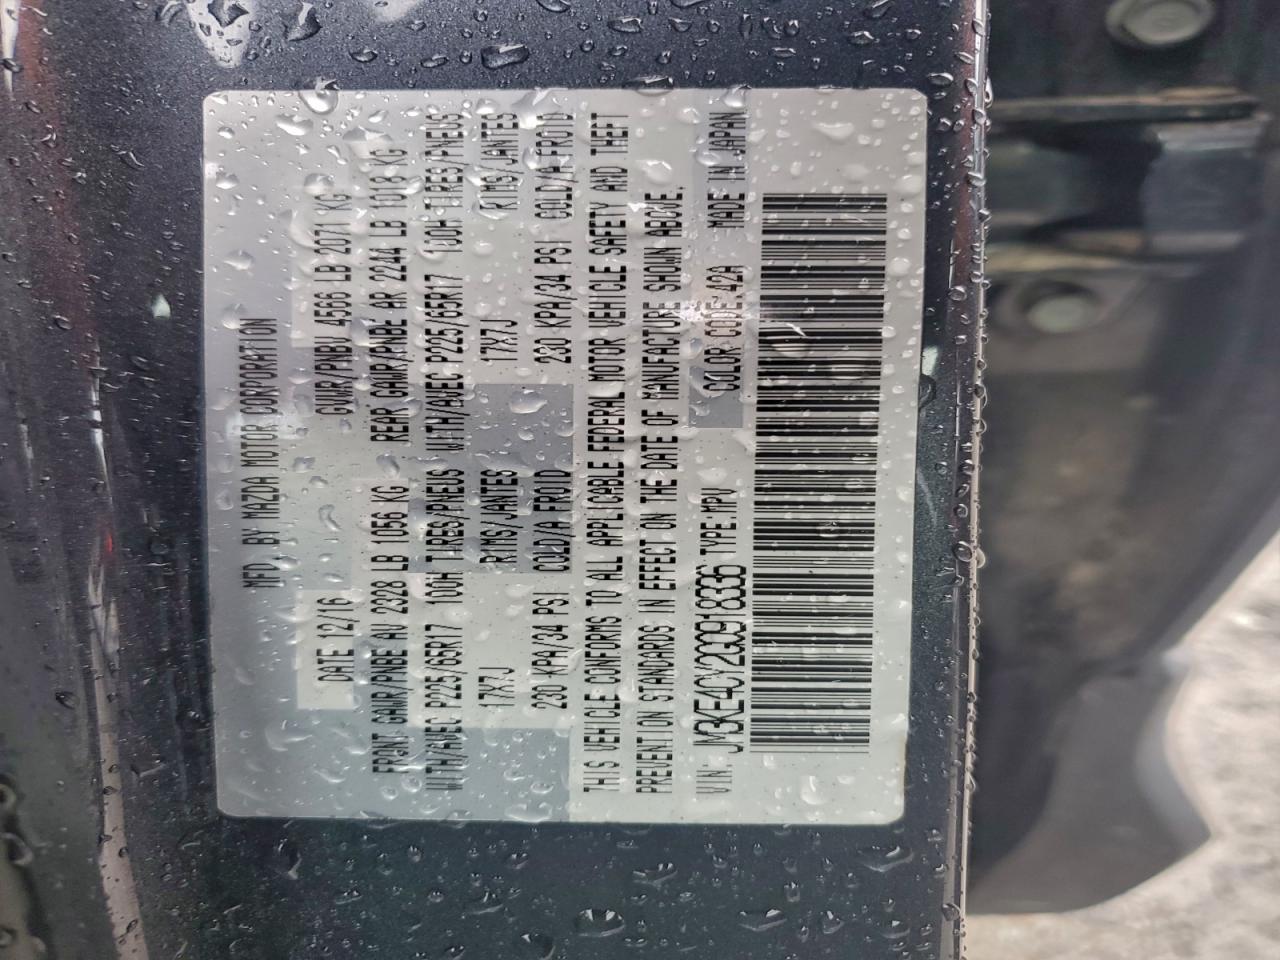 MFD BY MAZDA MOTOR CORPORATION
DATE 12/16 GVWR/PNBV 4566 LB 2071 KG
FRONT GAWR/PNBE AV 2328 LB 1056 KG REAR GAWR/PNBE AR 2244 LB 1018 KG
WITH/AVEC P225/65R17 100H TIRES/PNEUS WITH/AVEC P225/65R17 100H TIRES/PNEUS
17X7J RIMS/JANTES 17X7J RIMS/JANTES
230 KPA/34 PSI COLD/A FROID 230 KPA/34 PSI COLD/A FROID
THIS VEHICLE CONFORMS TO ALL APPLICABLE FEDERAL MOTOR VEHICLE SAFETY AND THEFT
PREVENTION STANDARDS IN EFFECT ON THE DATE OF MANUFACTURE SHOWN ABOVE.
VIN: JM3KE4CY2G0918336 TYPE:MPV COLOR CODE:42A MADE IN JAPAN